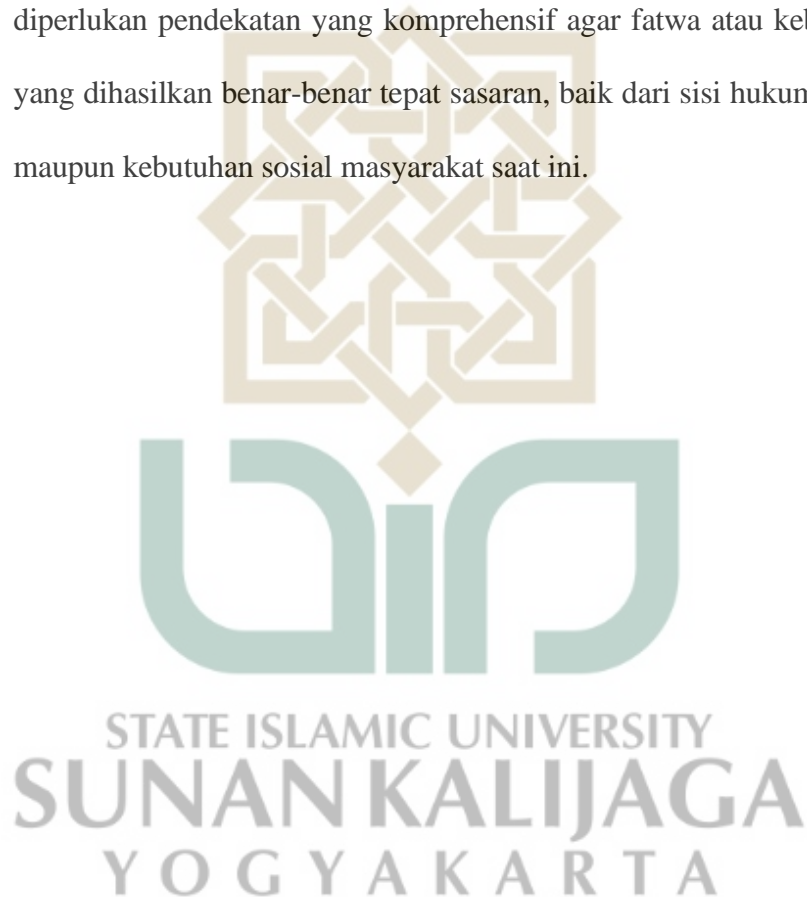 diperlukan pendekatan yang komprehensif agar fatwa atau
yang dihasilkan benar-benar tepat sasaran, baik dari sisi hukum
maupun kebutuhan sosial masyarakat saat ini.
STATE ISLAMIC UNIVERSITY
SUNAN KALIJAGA
YOGYAKARTA